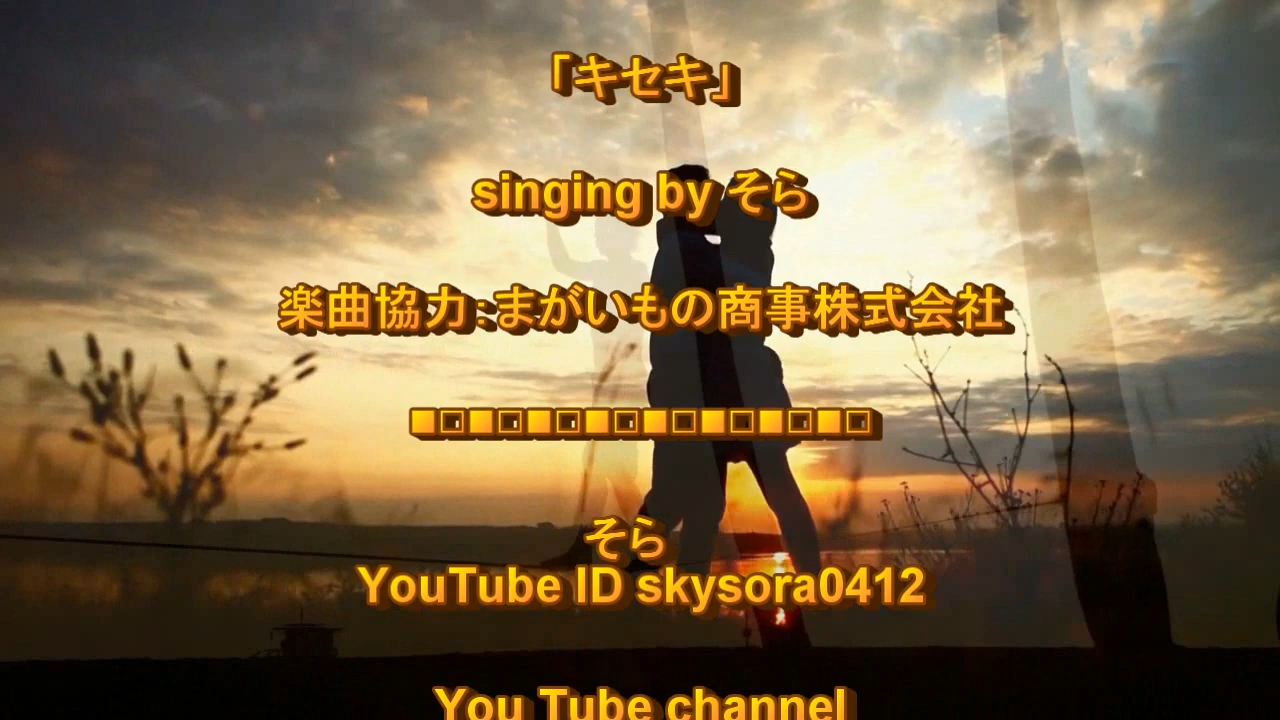 「キセキ」
singing by そら
楽曲協力：まがいもの商事株式会社
■□■□■□■□■□■□■□■□
そら
YouTube ID skysora0412
You Tube channel